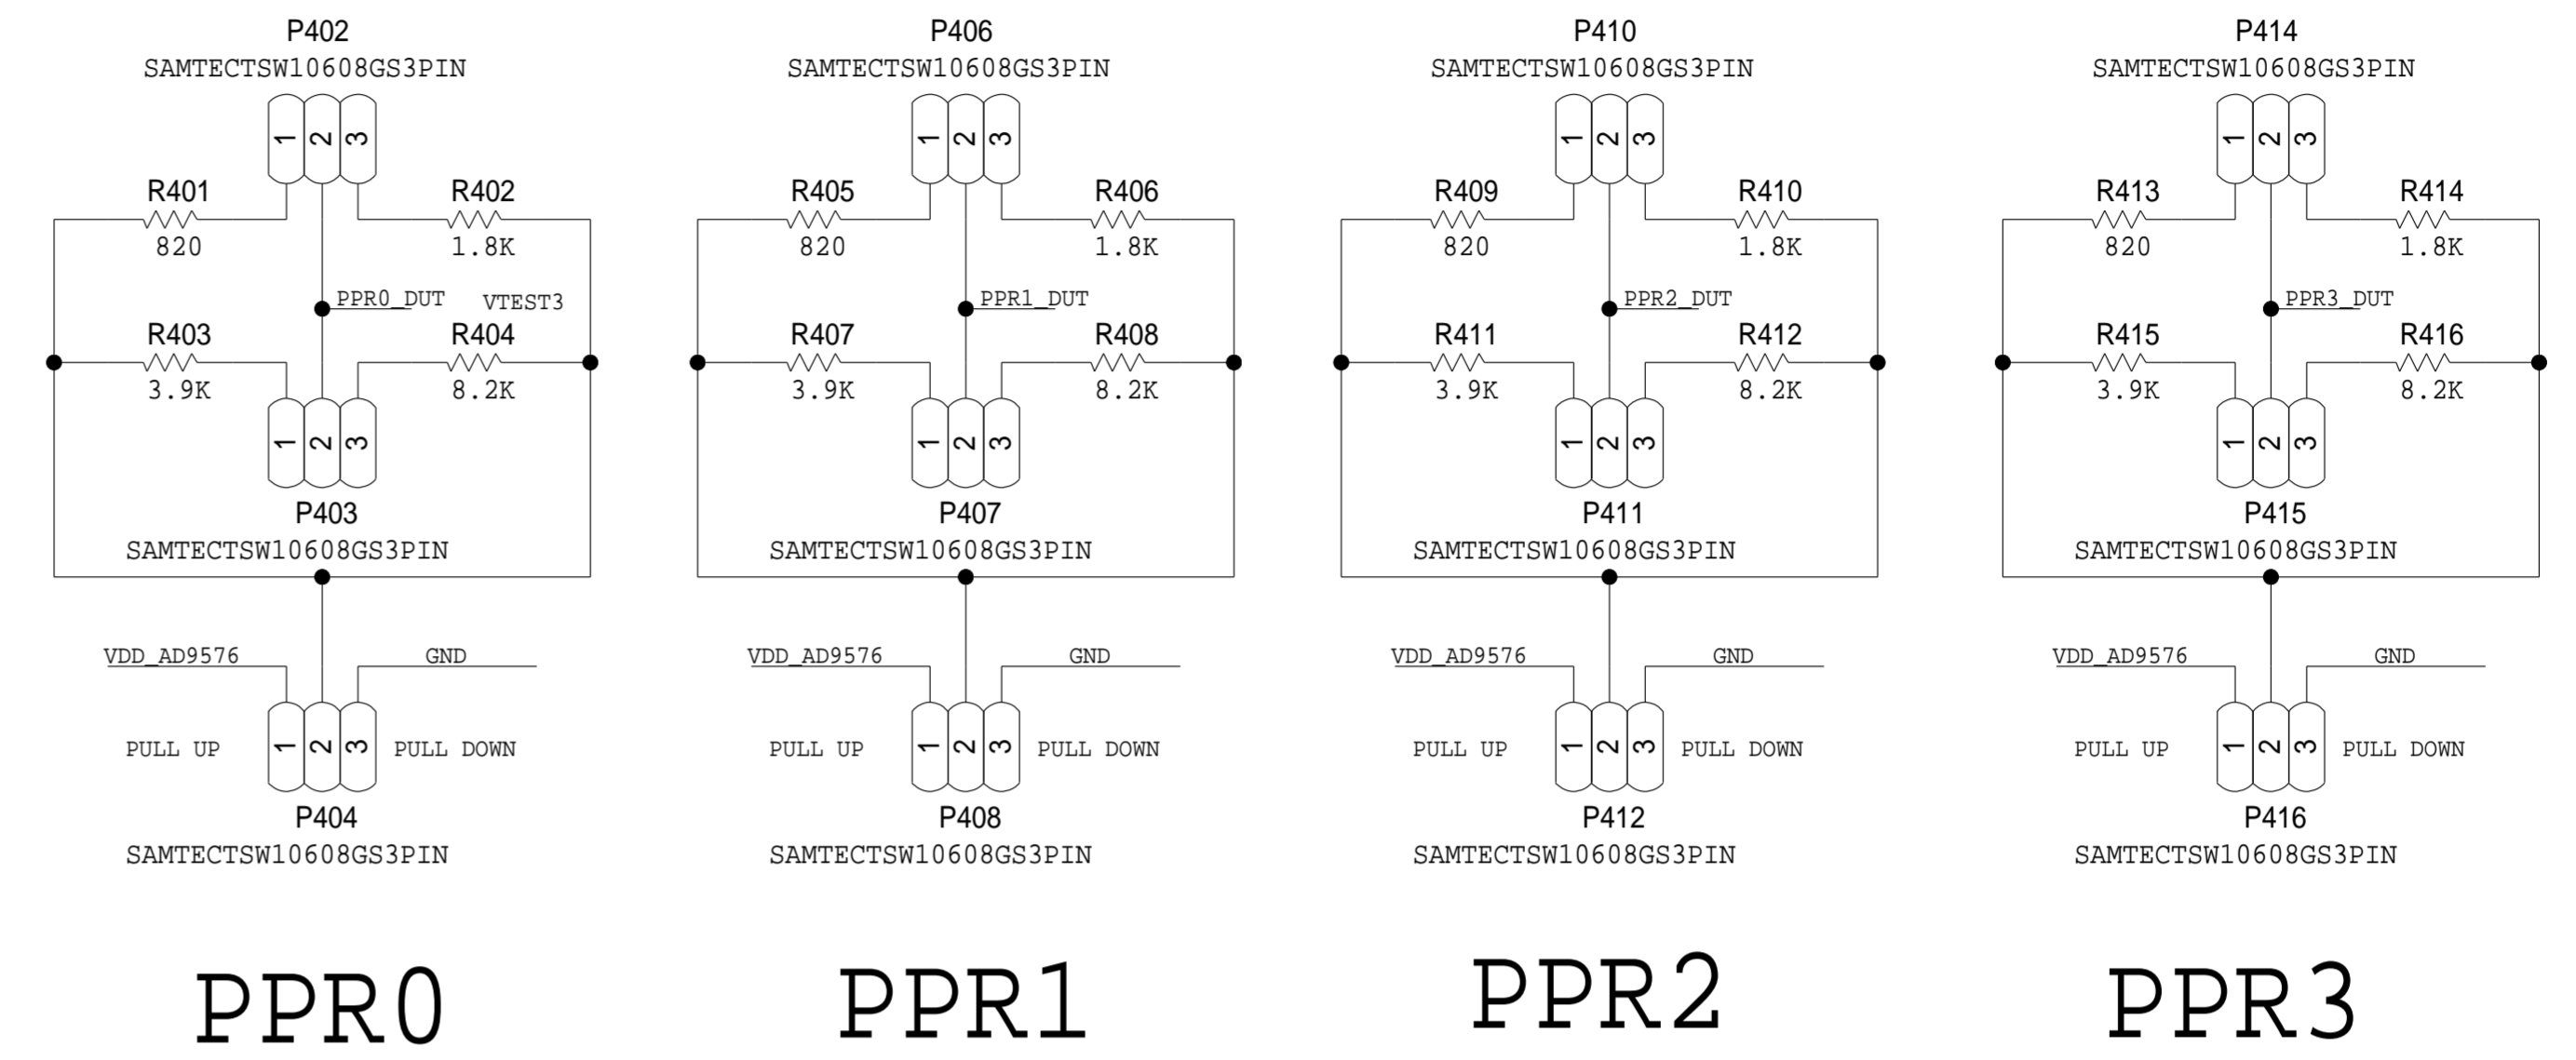 P402
SAMTECTSW10608GS3PIN
1 2 3
R401
820
R402
1.8K
PPR0_DUT
VTEST3
R403
3.9K
R404
8.2K
1 2 3
P403
SAMTECTSW10608GS3PIN
VDD_AD9576
GND
PULL UP
1 2 3
PULL DOWN
P404
SAMTECTSW10608GS3PIN
PPR0
P406
SAMTECTSW10608GS3PIN
1 2 3
R405
820
R406
1.8K
PPR1_DUT
R407
3.9K
R408
8.2K
1 2 3
P407
SAMTECTSW10608GS3PIN
VDD_AD9576
GND
PULL UP
1 2 3
PULL DOWN
P408
SAMTECTSW10608GS3PIN
PPR1
P410
SAMTECTSW10608GS3PIN
1 2 3
R409
820
R410
1.8K
PPR2_DUT
R411
3.9K
R412
8.2K
1 2 3
P411
SAMTECTSW10608GS3PIN
VDD_AD9576
GND
PULL UP
1 2 3
PULL DOWN
P412
SAMTECTSW10608GS3PIN
PPR2
P414
SAMTECTSW10608GS3PIN
1 2 3
R413
820
R414
1.8K
PPR3_DUT
R415
3.9K
R416
8.2K
1 2 3
P415
SAMTECTSW10608GS3PIN
VDD_AD9576
GND
PULL UP
1 2 3
PULL DOWN
P416
SAMTECTSW10608GS3PIN
PPR3